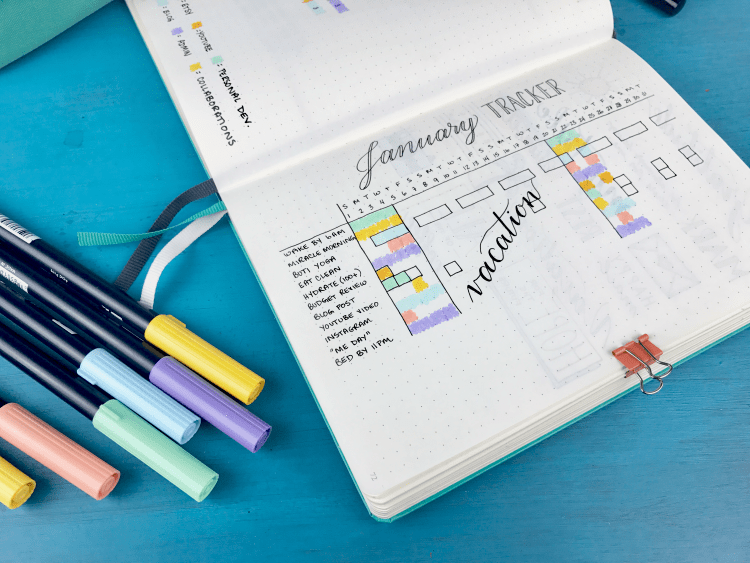 : ETSY
: BLOG
: YOUTUBE
: ADMIN
: PERSONAL DEV.
: COLLABORATIONS
January TRACKER
S M T W T F S S M T W T F S S M T W T F S S M T W T F S S M T
1 2 3 4 5 6 7 8 9 10 11 12 13 14 15 16 17 18 19 20 21 22 23 24 25 26 27 28 29 30 31
WAKE BY 6AM
MIRACLE MORNING
BUTI YOGA
EAT CLEAN
HYDRATE (100+)
BUDGET REVIEW
BLOG POST
YOUTUBE VIDEO
INSTAGRAM
"ME DAY"
BED BY 11PM
vacation